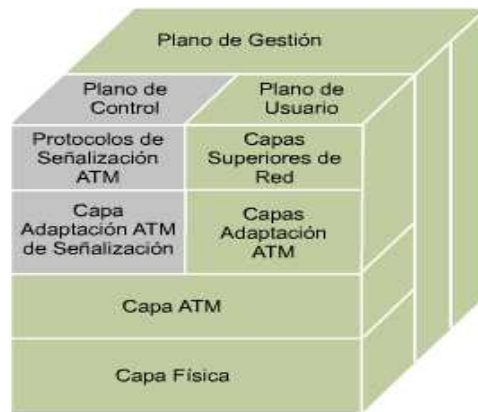 Plano de Gestión
Plano de
Control
Plano de
Usuario
Protocolos de
Señalización
ATM
Capas
Superiores de
Red
Capa
Adaptación ATM
de Señalización
Capas
Adaptación
ATM
Capa ATM
Capa Física